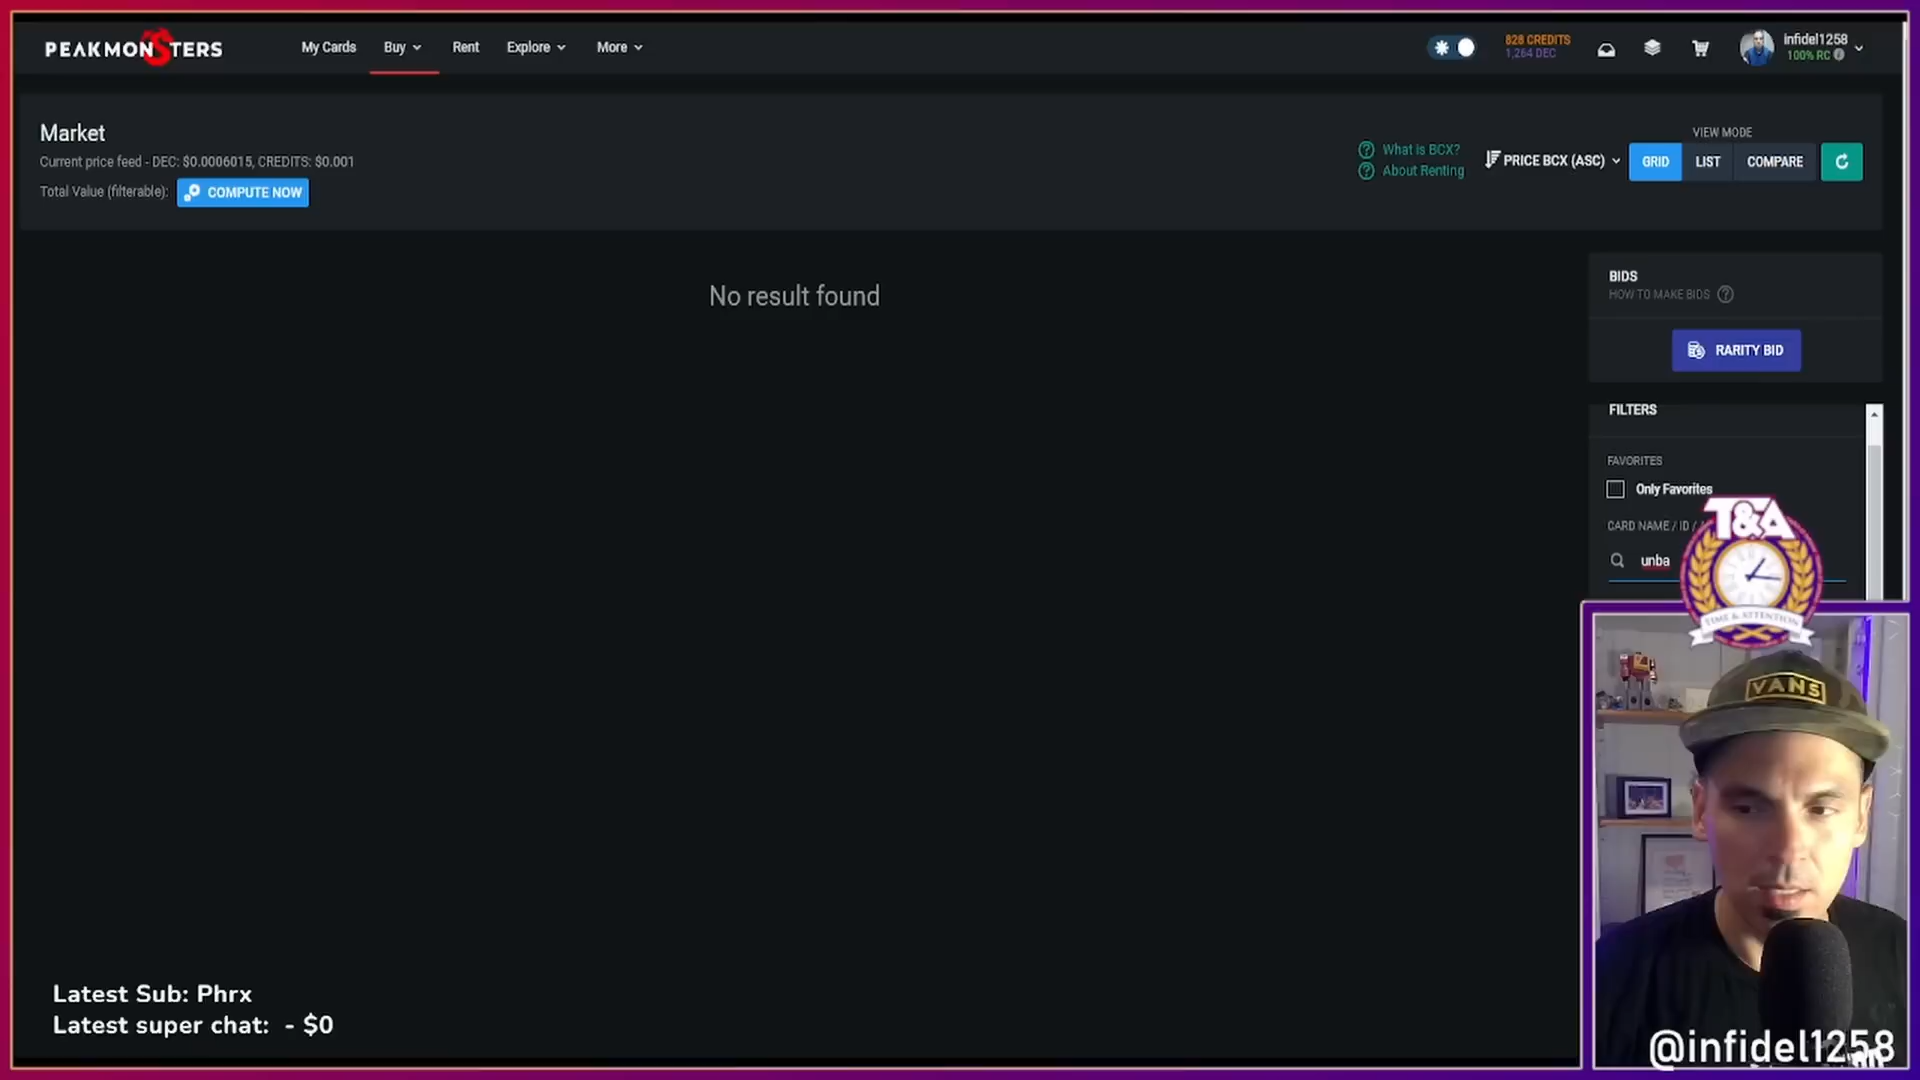 PEAKMONSTERS
My Cards
Buy
Rent
Explore
More
828 CREDITS
1,264 DEC
infidel1258
100% RC
Market
Current price feed - DEC: $0.0006015, CREDITS: $0.001
Total Value (filterable):
COMPUTE NOW
What is BCX?
About Renting
PRICE BCX (ASC)
VIEW MODE
GRID
LIST
COMPARE
No result found
BIDS
HOW TO MAKE BIDS
RARITY BID
FILTERS
FAVORITES
Only Favorites
CARD NAME / ID /
unba
T&A
TIME & ATTENTION
VANS
Latest Sub: Phrx
Latest super chat:  - $0
@infidel1258